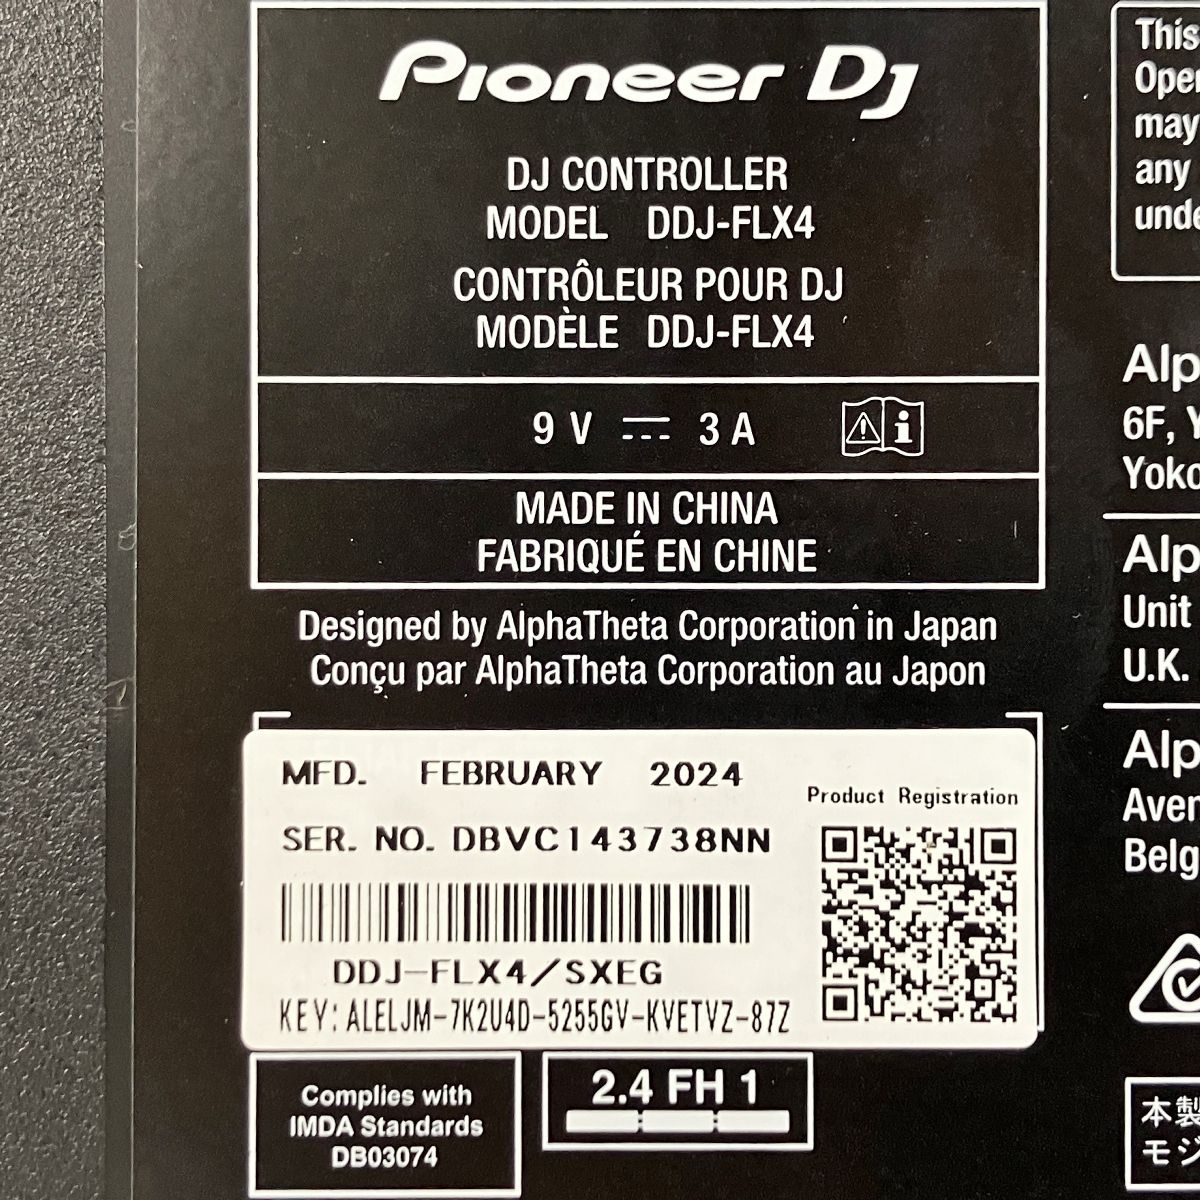 Pioneer DJ
DJ CONTROLLER
MODEL DDJ-FLX4
CONTRÔLEUR POUR DJ
MODÈLE DDJ-FLX4
9 V ⎓ 3 A
MADE IN CHINA
FABRIQUÉ EN CHINE
Designed by AlphaTheta Corporation in Japan
Conçu par AlphaTheta Corporation au Japon
MFD. FEBRUARY 2024
Product Registration
SER. NO. DBVC143738NN
DDJ-FLX4/SXEG
KEY: ALELJM-7K2U4D-5255GV-KVETVZ-87Z
Complies with
IMDA Standards
DB03074
2.4 FH 1
This
Oper
may
any
unde
Alp
6F, Y
Yoko
Alp
Unit
U.K.
Alp
Aven
Belg
本製
モジ